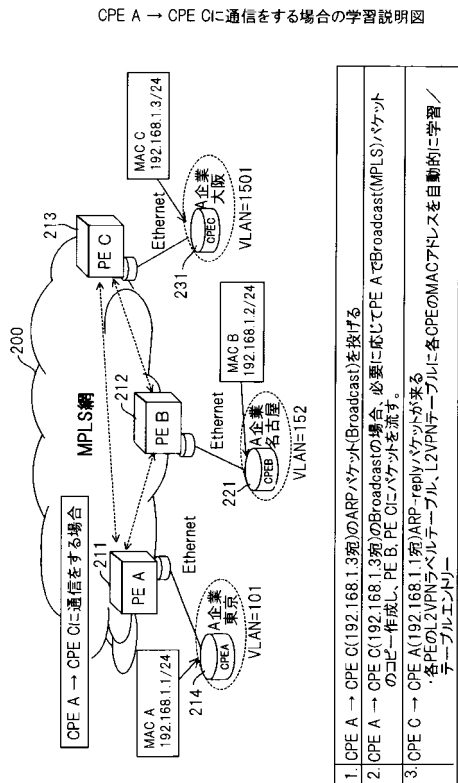 CPE A → CPE Cに通信をする場合の学習説明図
CPE A → CPE Cに通信をする場合
200
MPLS網
211
PE A
212
PE B
213
PE C
Ethernet
Ethernet
Ethernet
MAC A
192.168.1.1/24
214
CPEA
A企業
東京
VLAN=101
221
CPEB
A企業
名古屋
VLAN=152
MAC B
192.168.1.2/24
231
CPEC
A企業
大阪
VLAN=1501
MAC C
192.168.1.3/24
1. CPE A → CPE C(192.168.1.3宛)のARPパケット(Broadcast)を投げる
2. CPE A → CPE C(192.168.1.3宛)のBroadcastの場合、必要に応じてPE AでBroadcast(MPLS)パケット
のコピー作成し、PE B, PE Cにパケットを流す。
3. CPE C → CPE A(192.168.1.1宛)ARP-replyパケットが来る
・各PEのL2VPNラベルテーブル、L2VPNテーブルに各CPEのMACアドレスを自動的に学習／
テーブルエントリー